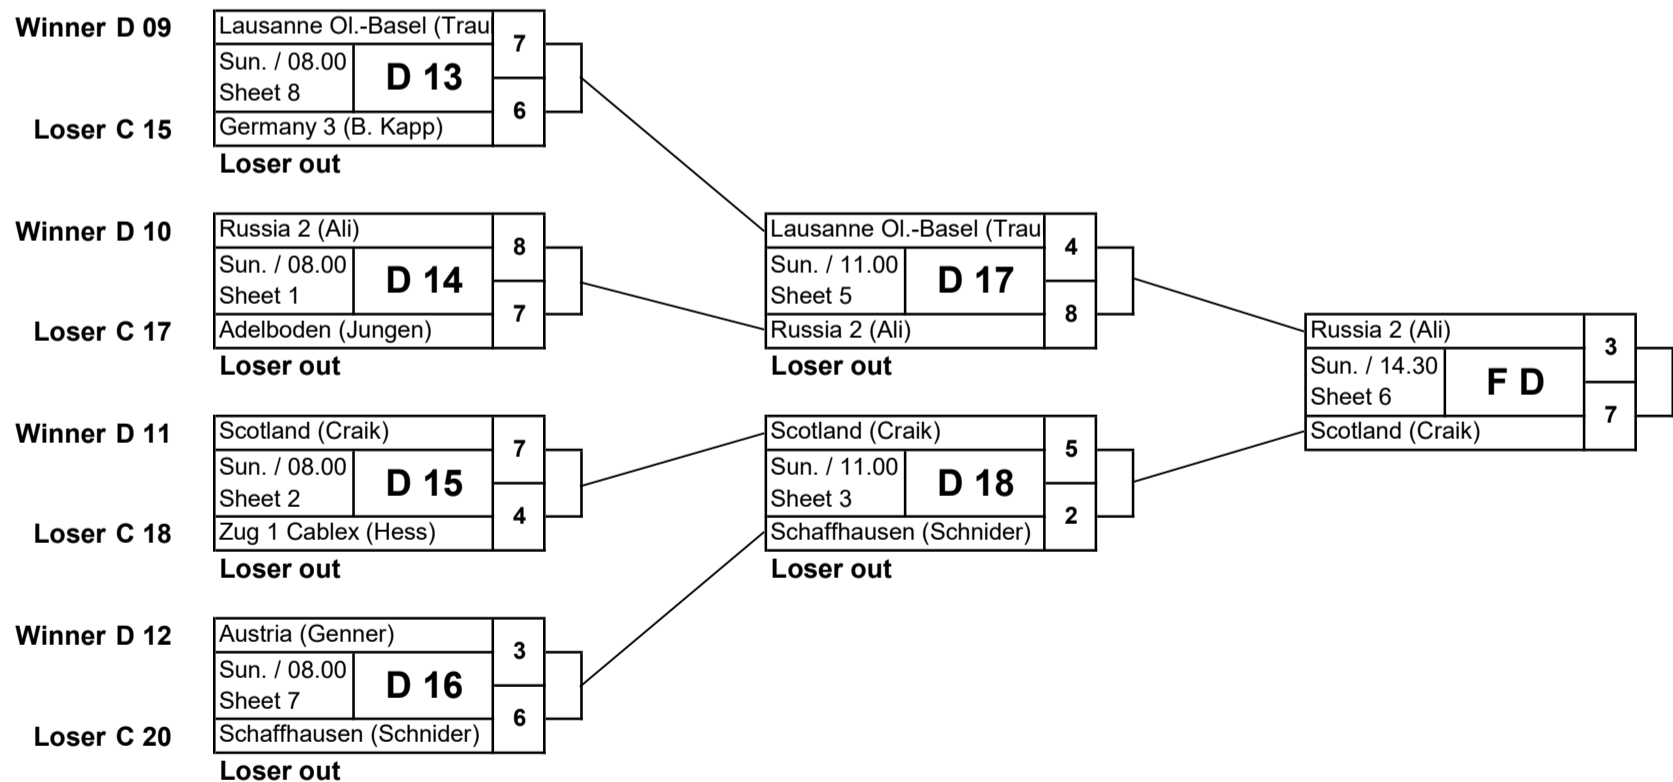 Winner D 09
Lausanne Ol.-Basel (Trau
7
Sun. / 08.00
Sheet 8
D 13
6
Loser C 15
Germany 3 (B. Kapp)
Loser out
Winner D 10
Russia 2 (Ali)
8
Sun. / 08.00
Sheet 1
D 14
7
Loser C 17
Adelboden (Jungen)
Loser out
Winner D 11
Scotland (Craik)
7
Sun. / 08.00
Sheet 2
D 15
4
Loser C 18
Zug 1 Cablex (Hess)
Loser out
Winner D 12
Austria (Genner)
3
Sun. / 08.00
Sheet 7
D 16
6
Loser C 20
Schaffhausen (Schnider)
Loser out
Lausanne Ol.-Basel (Trau
4
Sun. / 11.00
Sheet 5
D 17
8
Russia 2 (Ali)
Loser out
Scotland (Craik)
5
Sun. / 11.00
Sheet 3
D 18
2
Schaffhausen (Schnider)
Loser out
Russia 2 (Ali)
3
Sun. / 14.30
Sheet 6
F D
7
Scotland (Craik)